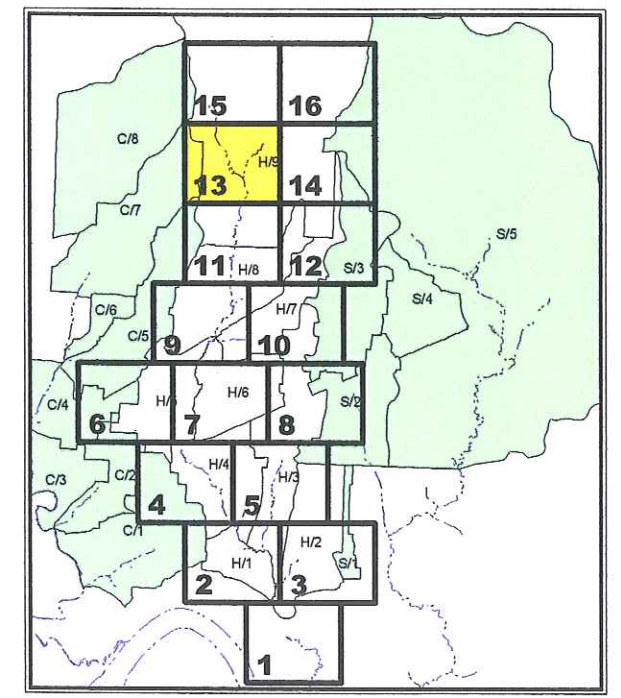 15 16
C/8
H/9
13 14
C/7
S/5
11 H/8 12 S/3
S/4
C/6
H/7
C/5 9 10
C/4
6 H/5 7 H/6 8 S/2
C/3 C/2 H/4 H/3
4 5
C/1
H/2
H/1 S/1
2 3
1